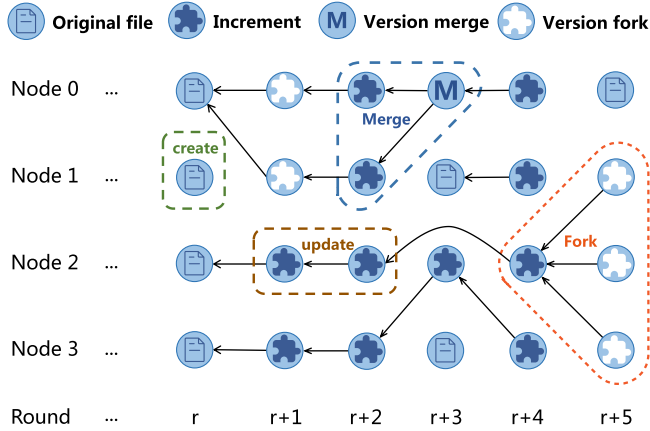 Original file Increment Version merge Version fork
Node 0 ... M
Merge
create
Node 1 ...
update Fork
Node 2 ...
Node 3 ...
Round ... r r+1 r+2 r+3 r+4 r+5